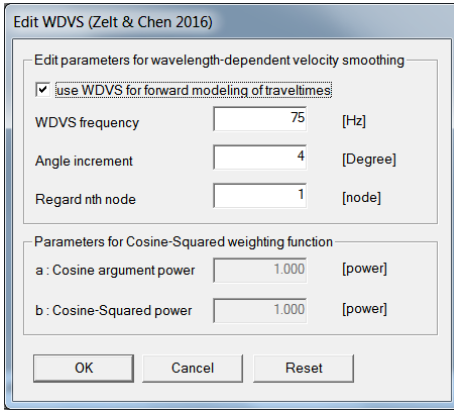 Edit WDVS (Zelt & Chen 2016)
Edit parameters for wavelength-dependent velocity smoothing
use WDVS for forward modeling of traveltimes
WDVS frequency 75 [Hz]
Angle increment 4 [Degree]
Regard nth node 1 [node]
Parameters for Cosine-Squared weighting function
a : Cosine argument power 1.000 [power]
b : Cosine-Squared power 1.000 [power]
OK Cancel Reset